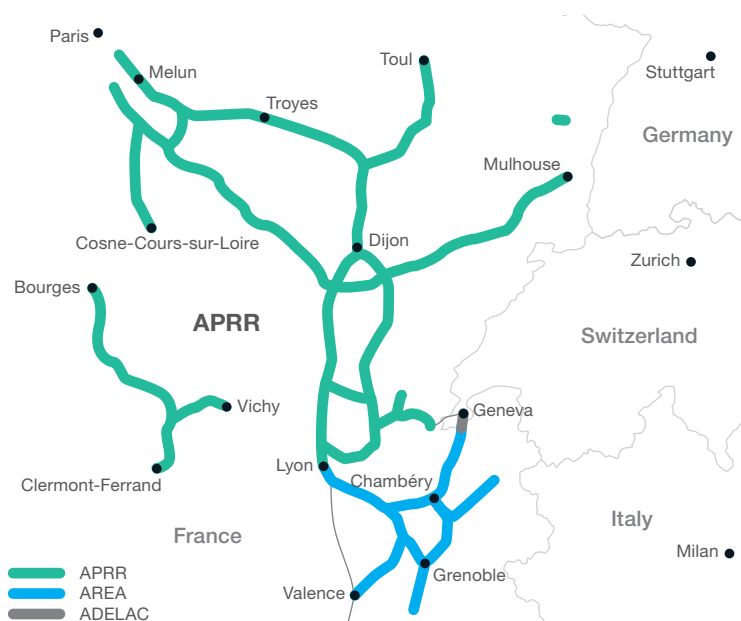 Paris
Melun
Toul
Stuttgart
Troyes
Germany
Mulhouse
Cosne-Cours-sur-Loire
Dijon
Zurich
Bourges
APRR
Switzerland
Vichy
Geneva
Lyon
Chambéry
Clermont-Ferrand
France
Italy
Milan
Grenoble
Valence
APRR
AREA
ADELAC